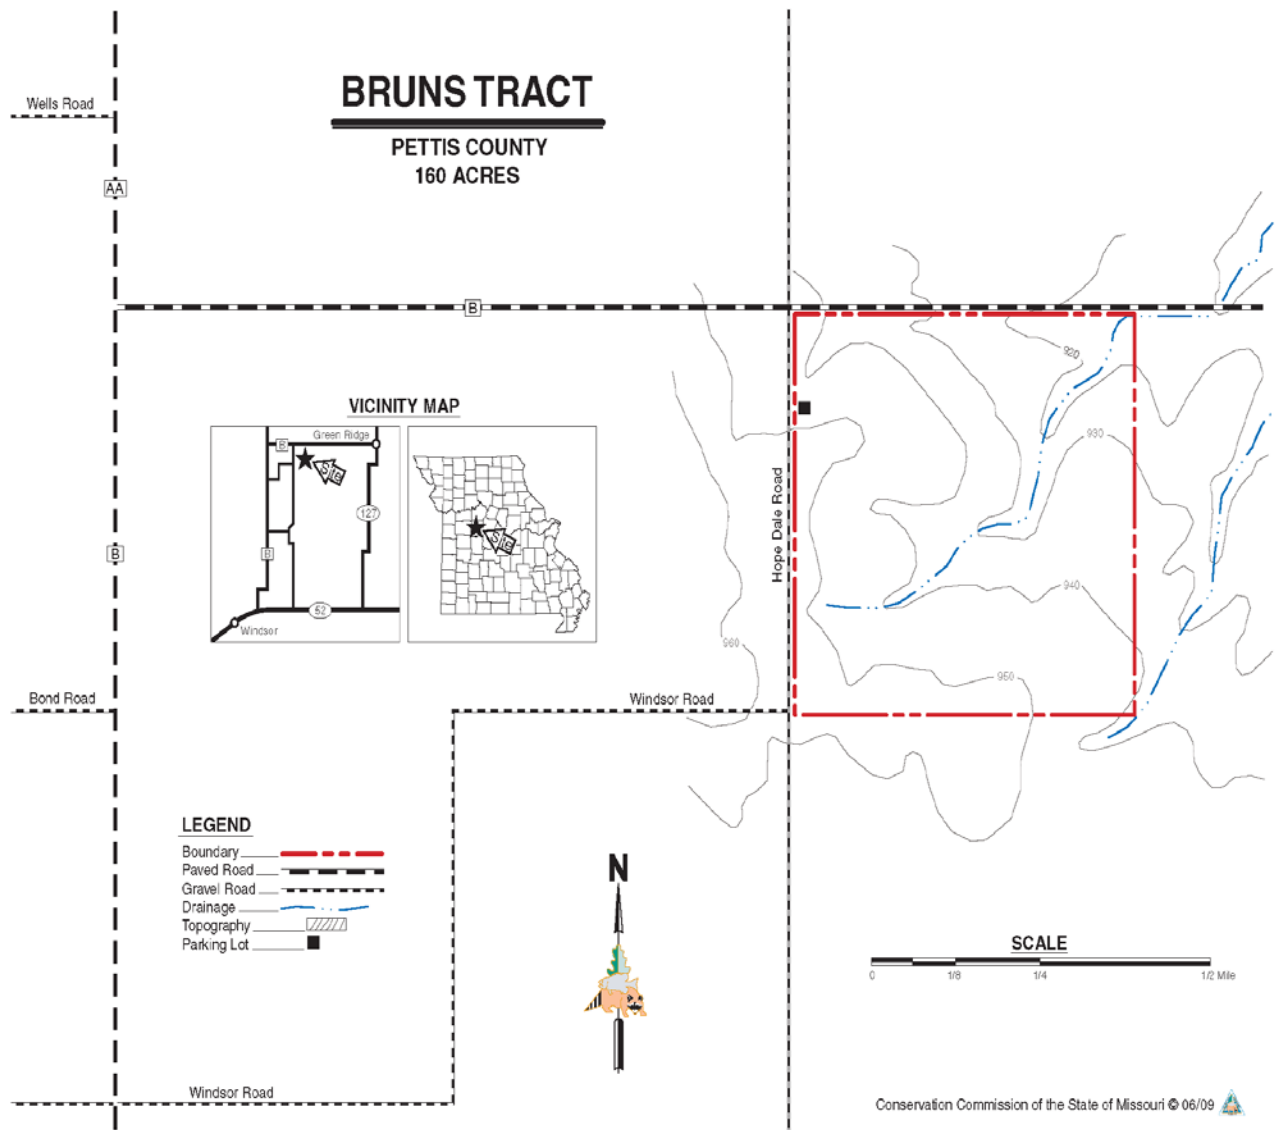 BRUNS TRACT
PETTIS COUNTY
160 ACRES
Wells Road
AA
B
VICINITY MAP
B
Green Ridge
Site
127
B
52
Windsor
Site
B
Hope Dale Road
920
930
940
950
960
Bond Road
Windsor Road
LEGEND
Boundary
Paved Road
Gravel Road
Drainage
Topography
Parking Lot
N
SCALE
0 1/8 1/4 1/2 Mile
Windsor Road
Conservation Commission of the State of Missouri © 06/09